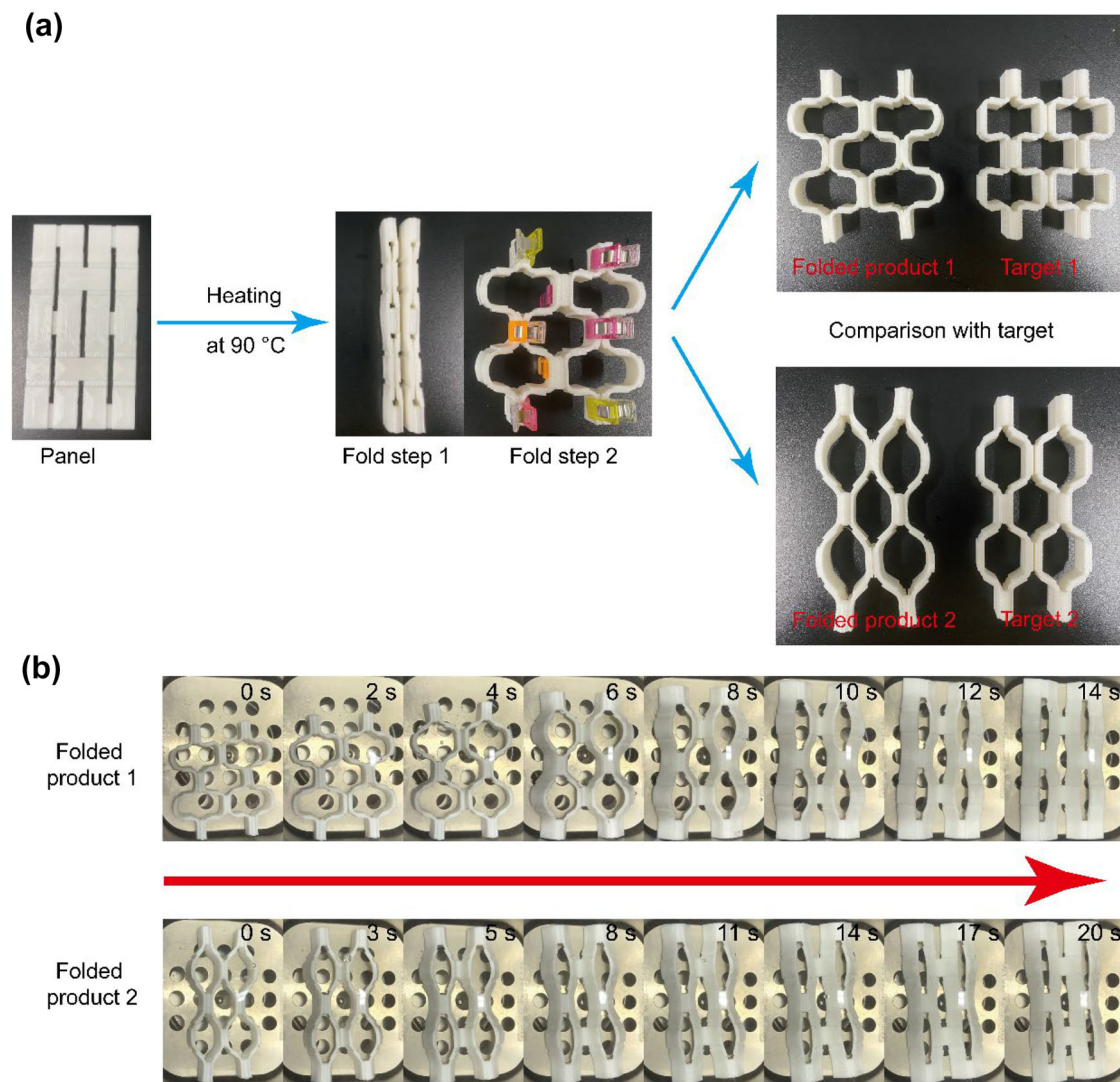 (a)
Heating
at 90 °C
Panel
Fold step 1
Fold step 2
Folded product 1
Target 1
Comparison with target
Folded product 2
Target 2
(b)
Folded
product 1
0 s
2 s
4 s
6 s
8 s
10 s
12 s
14 s
Folded
product 2
0 s
3 s
5 s
8 s
11 s
14 s
17 s
20 s